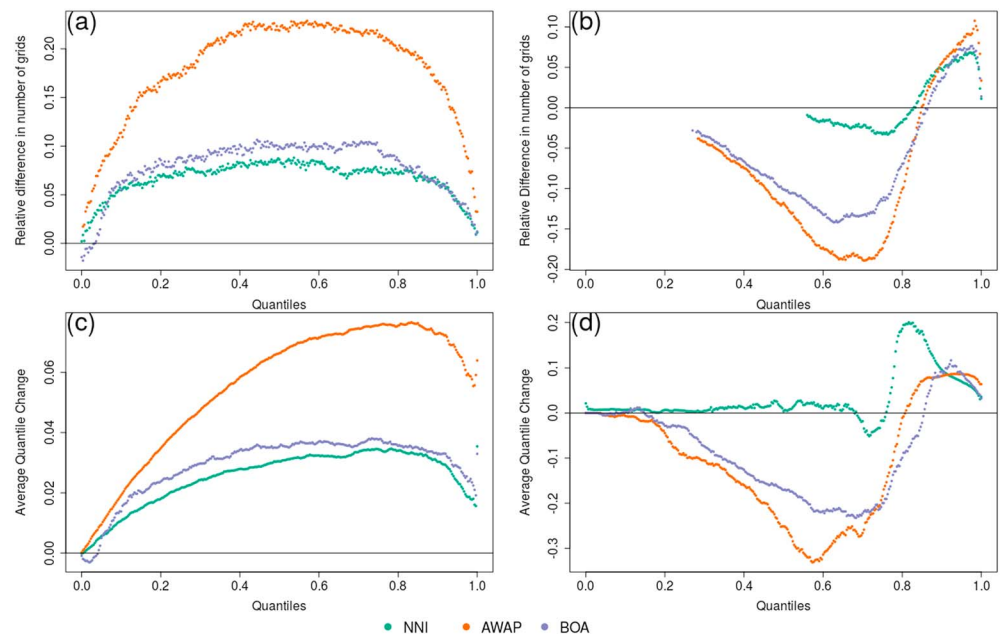 (a)
Relative difference in number of grids
0.20
0.15
0.10
0.05
0.00
0.0 0.2 0.4 0.6 0.8 1.0
Quantiles
(b)
Relative Difference in number of grids
0.10
0.05
0.00
-0.05
-0.10
-0.15
-0.20
0.0 0.2 0.4 0.6 0.8 1.0
Quantiles
(c)
Average Quantile Change
0.06
0.04
0.02
0.00
0.0 0.2 0.4 0.6 0.8 1.0
Quantiles
(d)
Average Quantile Change
0.2
0.1
0.0
-0.1
-0.2
-0.3
0.0 0.2 0.4 0.6 0.8 1.0
Quantiles
NNI AWAP BOA